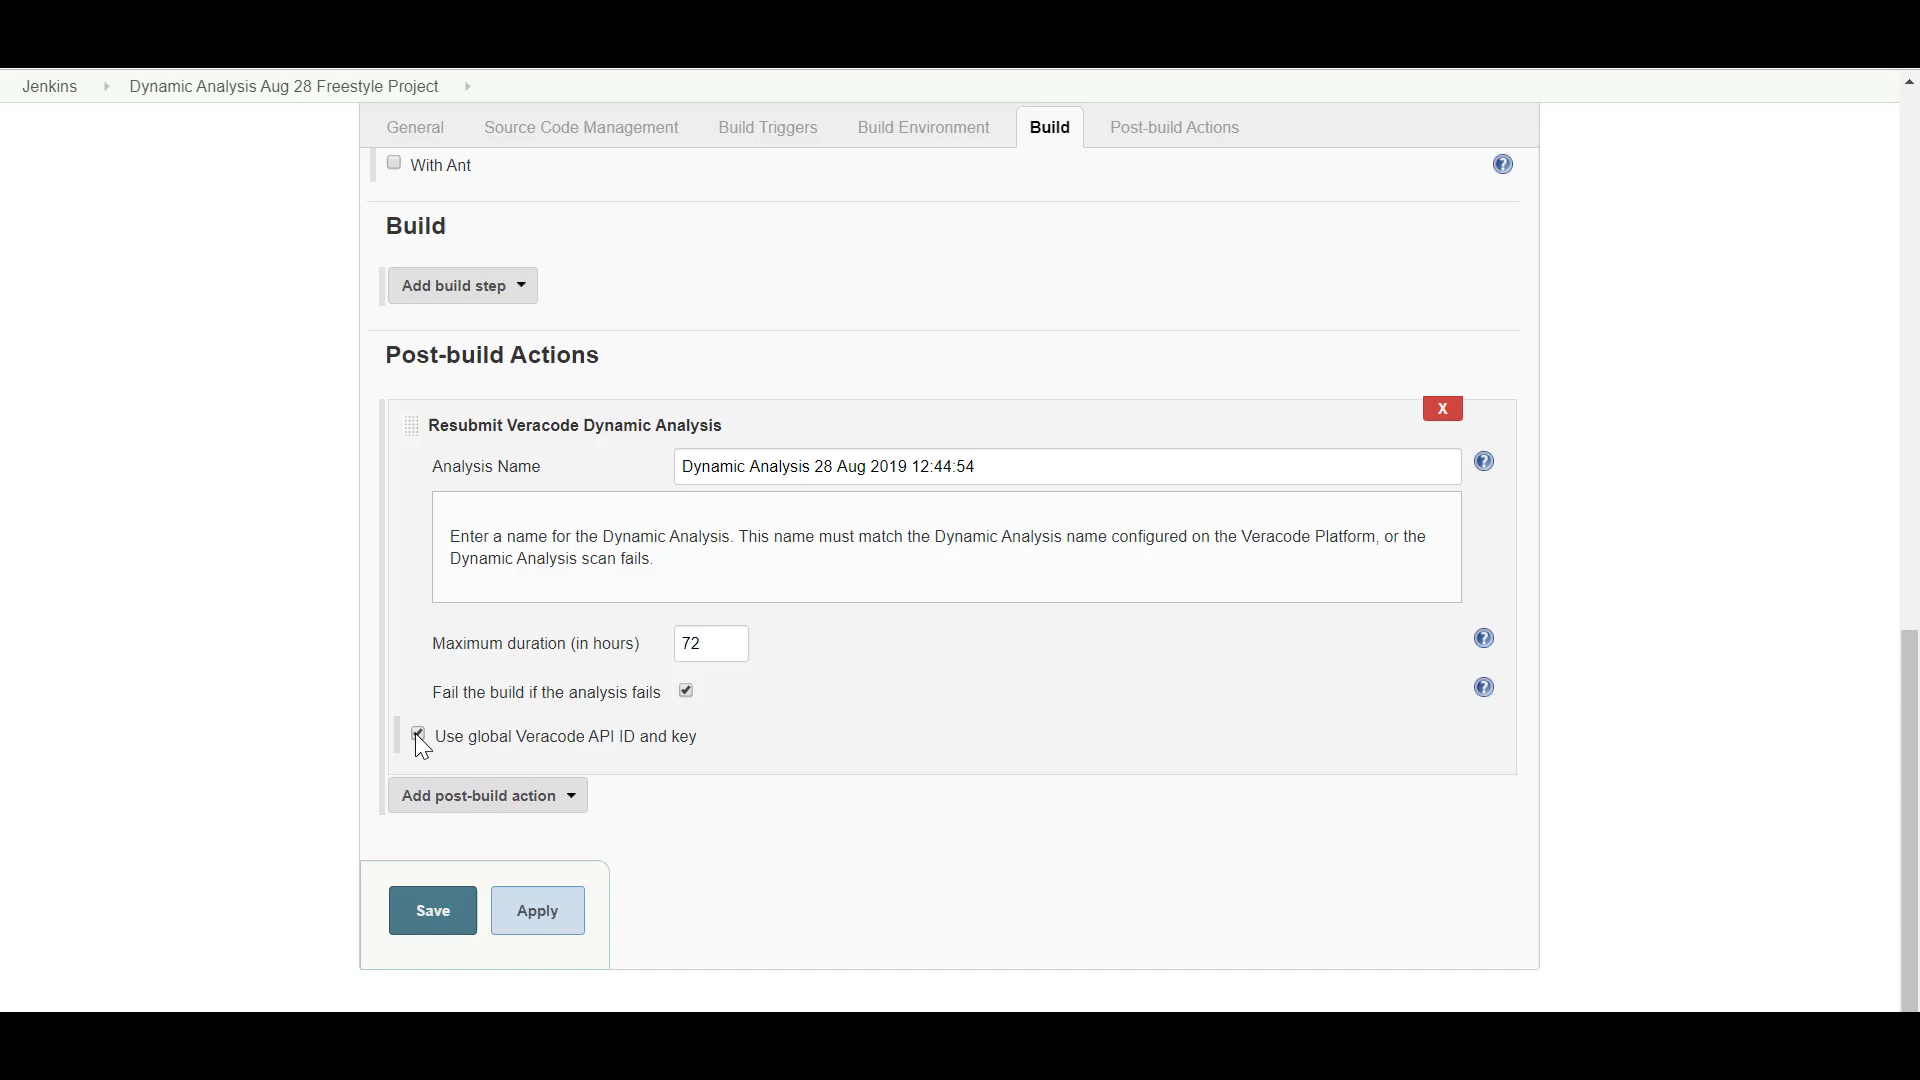 Jenkins Dynamic Analysis Aug 28 Freestyle Project
General Source Code Management Build Triggers Build Environment Build Post-build Actions
With Ant
Build
Add build step
Post-build Actions
X
Resubmit Veracode Dynamic Analysis
Analysis Name Dynamic Analysis 28 Aug 2019 12:44:54
Enter a name for the Dynamic Analysis. This name must match the Dynamic Analysis name configured on the Veracode Platform, or the
Dynamic Analysis scan fails.
Maximum duration (in hours) 72
Fail the build if the analysis fails
Use global Veracode API ID and key
Add post-build action
Save Apply